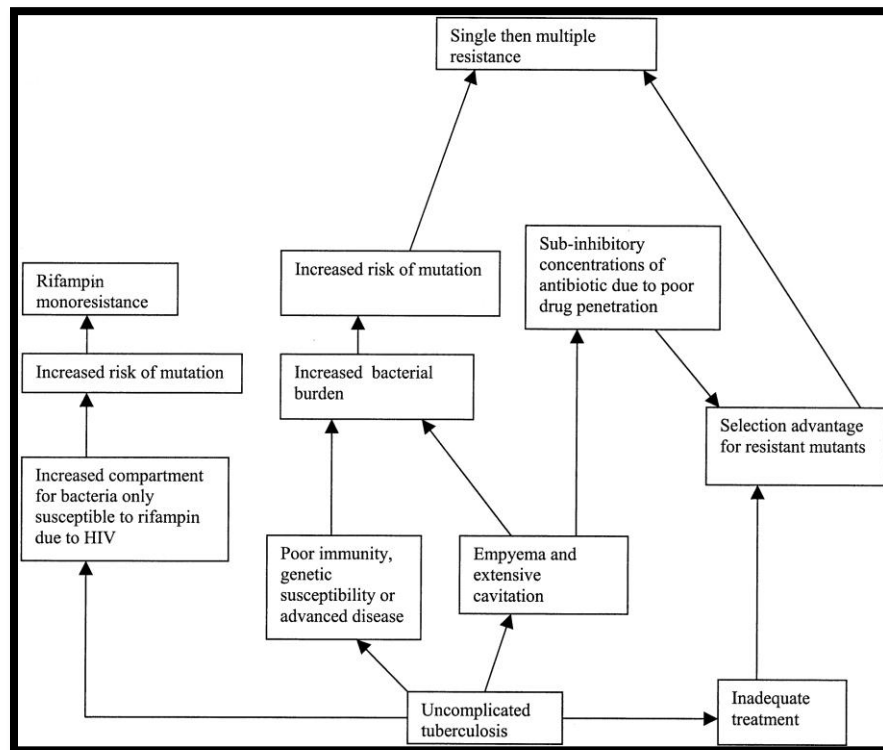 Single then multiple
resistance
Sub-inhibitory
concentrations of
antibiotic due to poor
drug penetration
Increased risk of mutation
Rifampin
monoresistance
Increased risk of mutation
Increased bacterial
burden
Selection advantage
for resistant mutants
Increased compartment
for bacteria only
susceptible to rifampin
due to HIV
Poor immunity,
genetic
susceptibility or
advanced disease
Empyema and
extensive
cavitation
Uncomplicated
tuberculosis
Inadequate
treatment